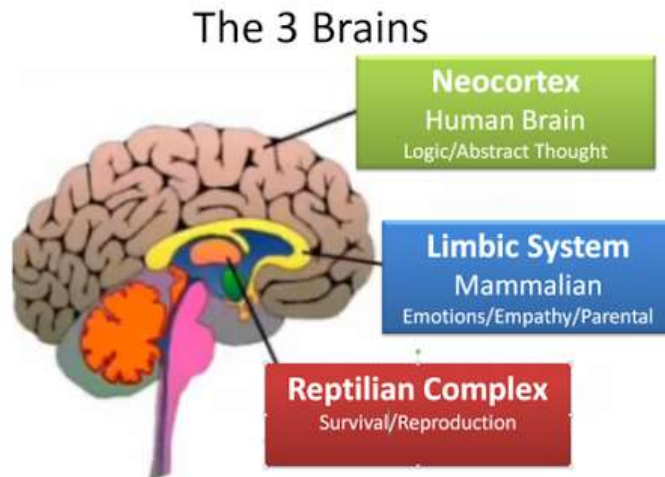 The 3 Brains
Neocortex
Human Brain
Logic/Abstract Thought
Limbic System
Mammalian
Emotions/Empathy/Parental
Reptilian Complex
Survival/Reproduction